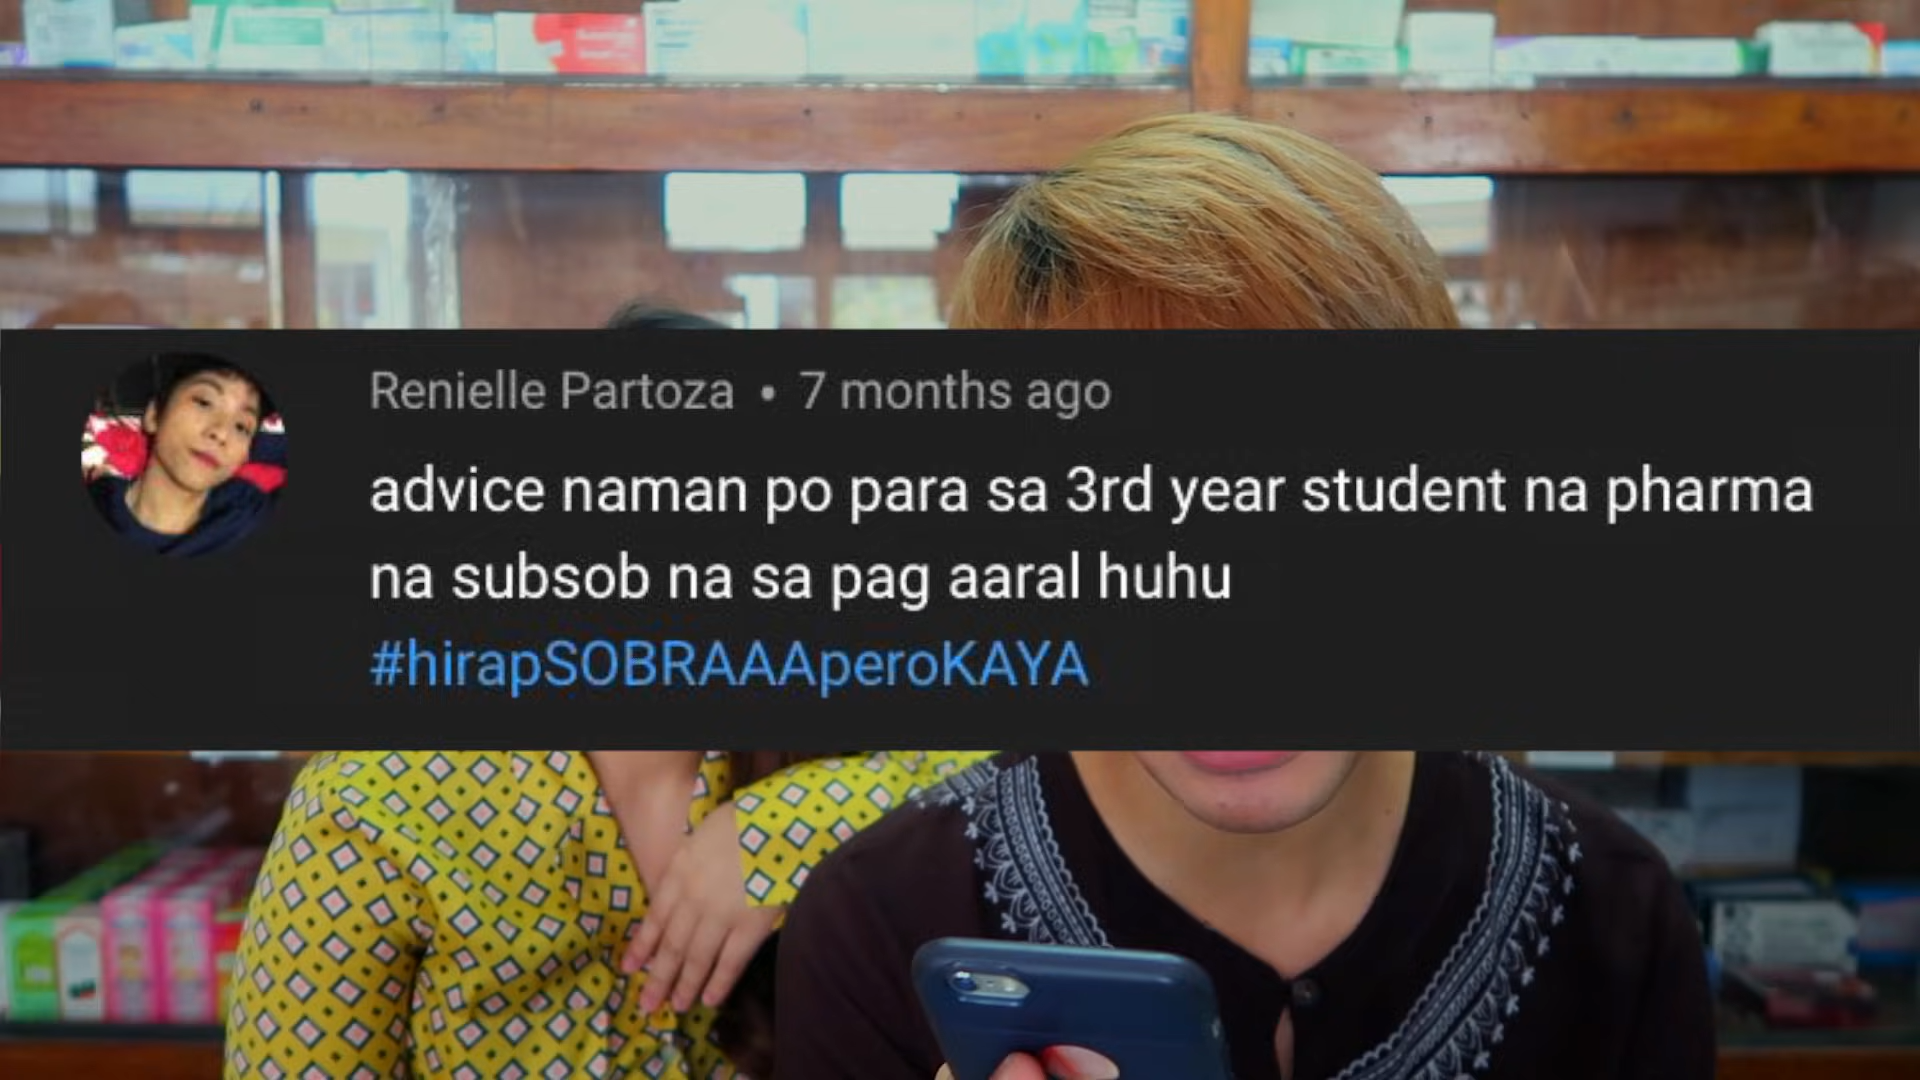 Renielle Partoza • 7 months ago
advice naman po para sa 3rd year student na pharma
na subsob na sa pag aaral huhu
#hirapSOBRAAAperoKAYA